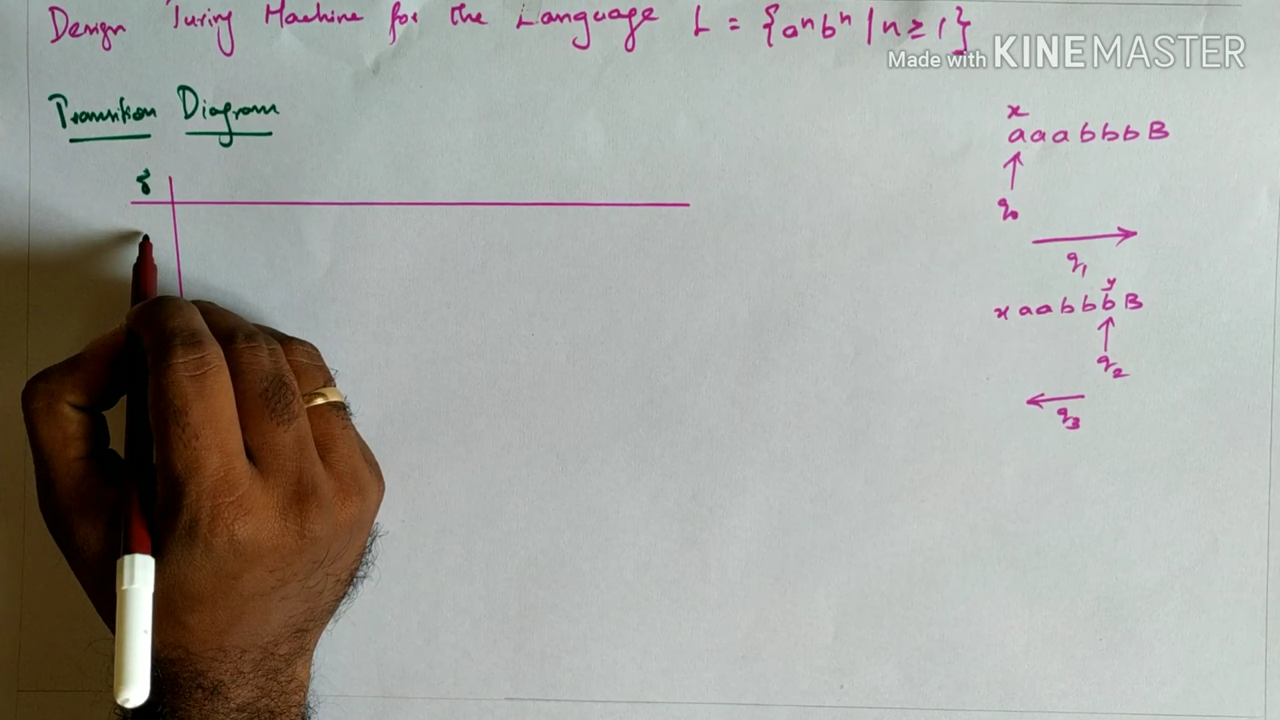 Design Turing Machine for the Language L = {aⁿbⁿ | n ≥ 1}
Made with KINEMASTER
Transition Diagram
δ
x
aaabbbB
q₀
q₁
y
xaabbbB
q₂
q₃